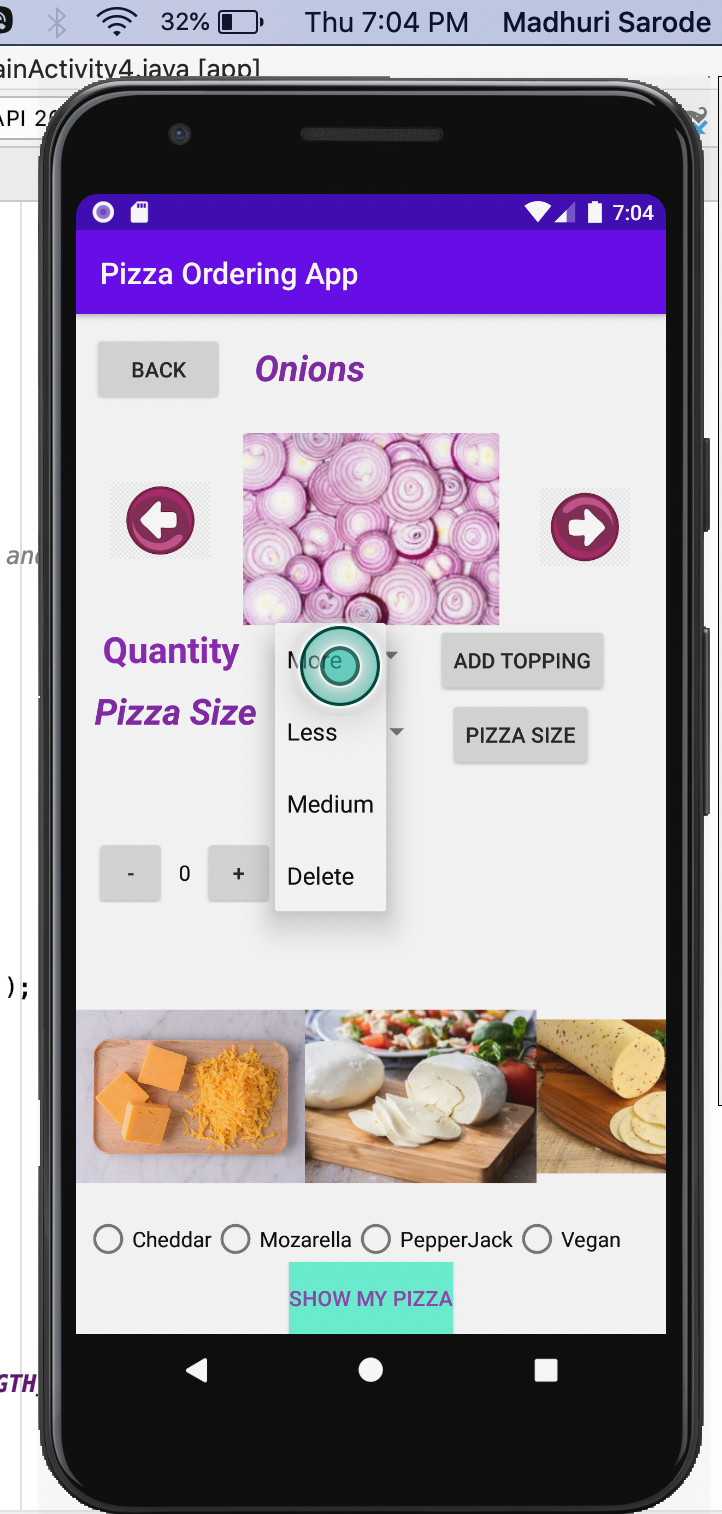 32% Thu 7:04 PM Madhuri Sarode
ainActivity4.java [app]
API 2
7:04
Pizza Ordering App
BACK Onions
and
Quantity More ADD TOPPING
Pizza Size Less PIZZA SIZE
Medium
- 0 + Delete
);
Cheddar Mozarella PepperJack Vegan
SHOW MY PIZZA
GTH